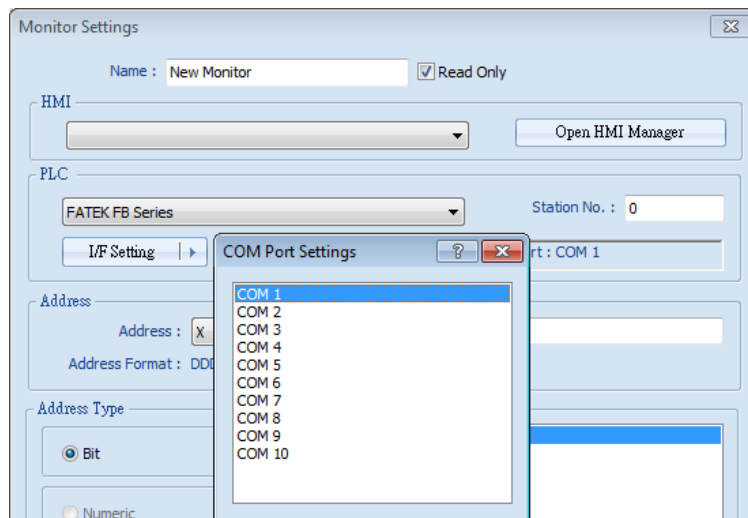 Monitor Settings
Name : New Monitor Read Only
HMI
Open HMI Manager
PLC
FATEK FB Series Station No. : 0
I/F Setting COM Port Settings rt : COM 1
COM 1
Address
COM 2
COM 3
Address : X
COM 4
Address Format : DDD
COM 5
COM 6
COM 7
Address Type
COM 8
COM 9
Bit
COM 10
Numeric